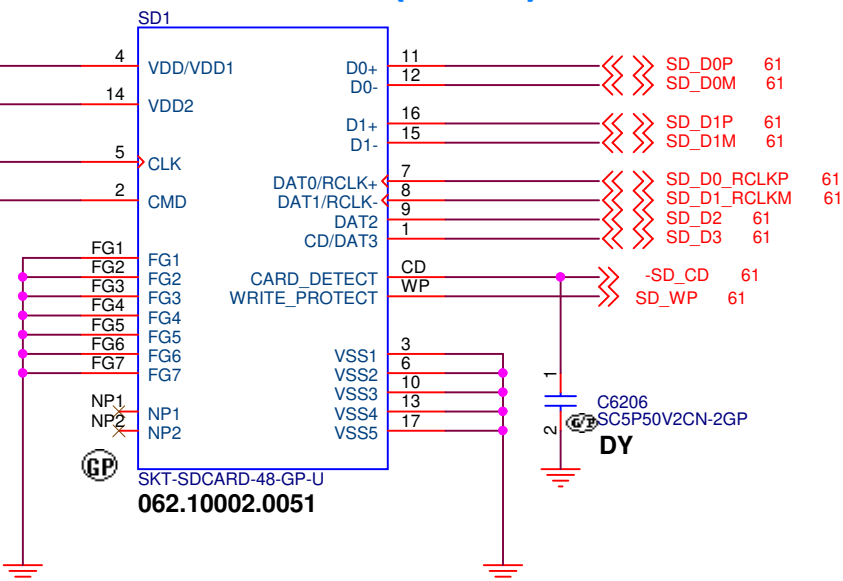 SD1
4 VDD/VDD1 D0+ 11 SD_D0P 61
D0- 12 SD_D0M 61
14 VDD2
D1+ 16 SD_D1P 61
D1- 15 SD_D1M 61
5 CLK
DAT0/RCLK+ 7 SD_D0_RCLKP 61
2 CMD DAT1/RCLK- 8 SD_D1_RCLKM 61
DAT2 9 SD_D2 61
CD/DAT3 1 SD_D3 61
FG1 FG1
FG2 FG2 CARD_DETECT CD -SD_CD 61
FG3 FG3 WRITE_PROTECT WP SD_WP 61
FG4 FG4
FG5 FG5
FG6 FG6 VSS1 3
FG7 FG7 VSS2 6
VSS3 10
NP1 NP1 VSS4 13
NP2 NP2 VSS5 17
1
C6206
2 G/P SC5P50V2CN-2GP
DY
GP
SKT-SDCARD-48-GP-U
062.10002.0051